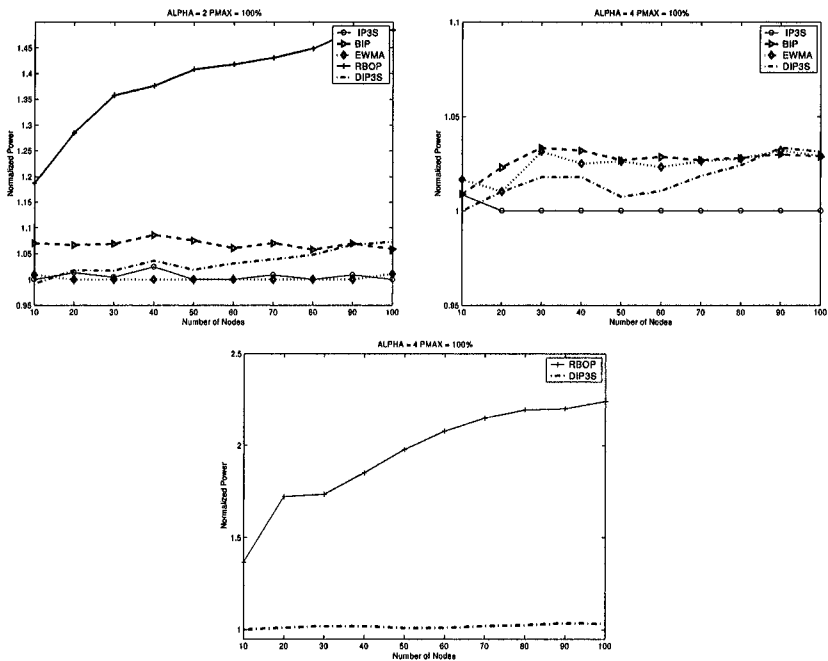 ALPHA = 2 PMAX = 100%
1.45
1.4
1.35
1.3
1.25
1.2
1.15
1.1
1.05
1
0.95
Normalized Power
IP3S
BIP
EWMA
RBOP
DIP3S
10 20 30 40 50 60 70 80 90 100
Number of Nodes
ALPHA = 4 PMAX = 100%
1.1
1.05
1
0.95
Normalized Power
IP3S
BIP
EWMA
DIP3S
10 20 30 40 50 60 70 80 90 100
Number of Nodes
ALPHA = 4 PMAX = 100%
2.5
2
1.5
1
Normalized Power
RBOP
DIP3S
10 20 30 40 50 60 70 80 90 100
Number of Nodes